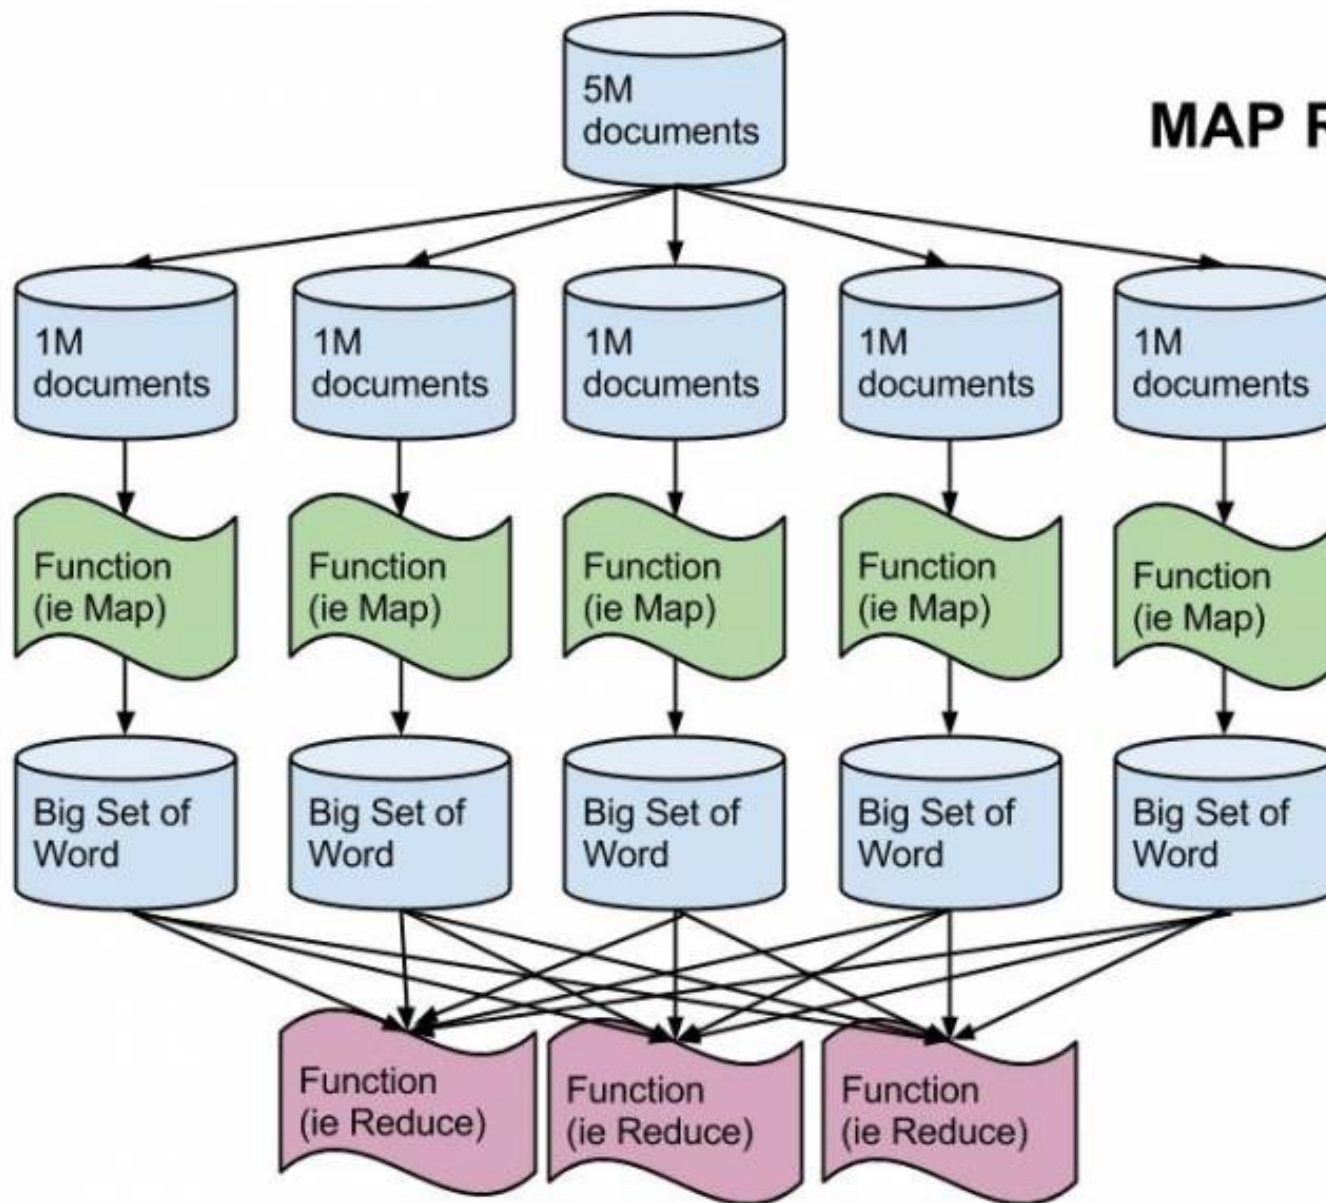 5M
documents
MAP R
1M
documents
1M
documents
1M
documents
1M
documents
1M
documents
Function
(ie Map)
Function
(ie Map)
Function
(ie Map)
Function
(ie Map)
Function
(ie Map)
Big Set of
Word
Big Set of
Word
Big Set of
Word
Big Set of
Word
Big Set of
Word
Function
(ie Reduce)
Function
(ie Reduce)
Function
(ie Reduce)